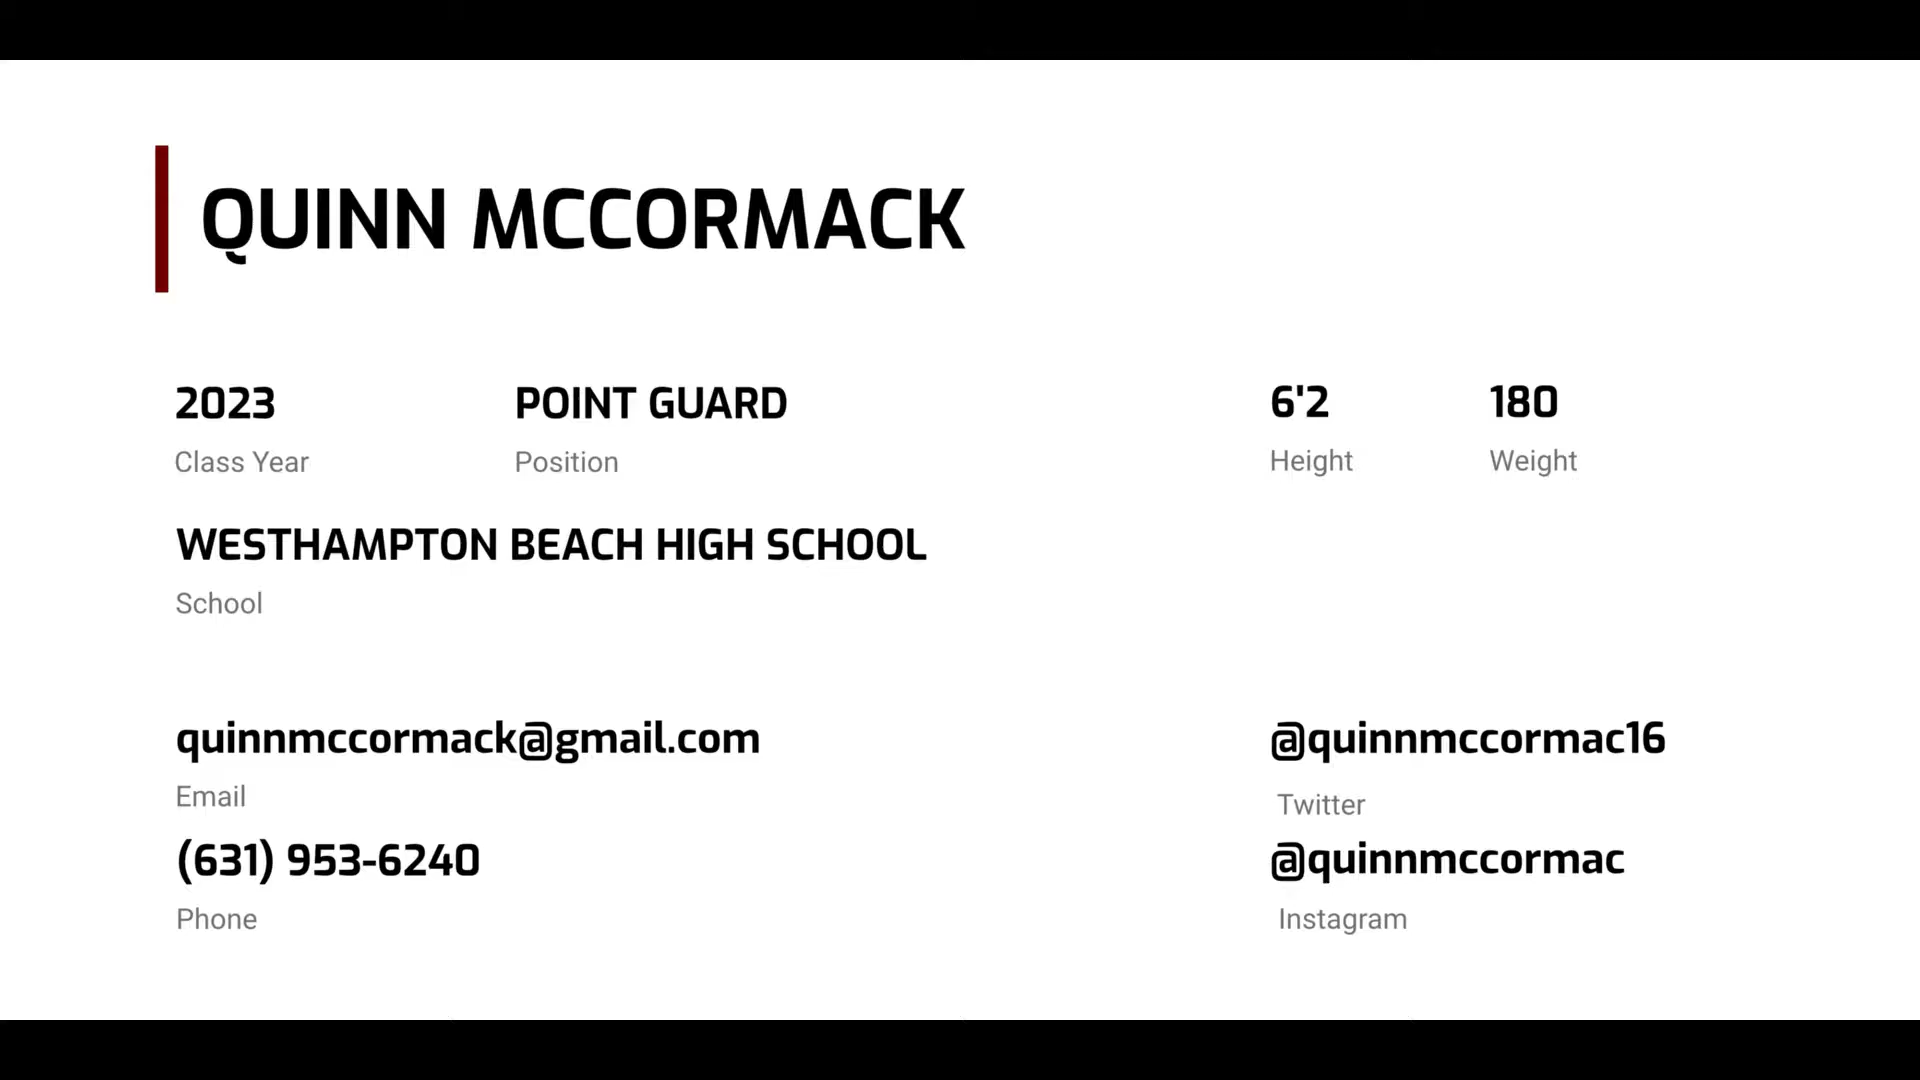 QUINN MCCORMACK
2023
Class Year
POINT GUARD
Position
6'2
Height
180
Weight
WESTHAMPTON BEACH HIGH SCHOOL
School
quinnmccormack@gmail.com
Email
(631) 953-6240
Phone
@quinnmccormac16
Twitter
@quinnmccormac
Instagram